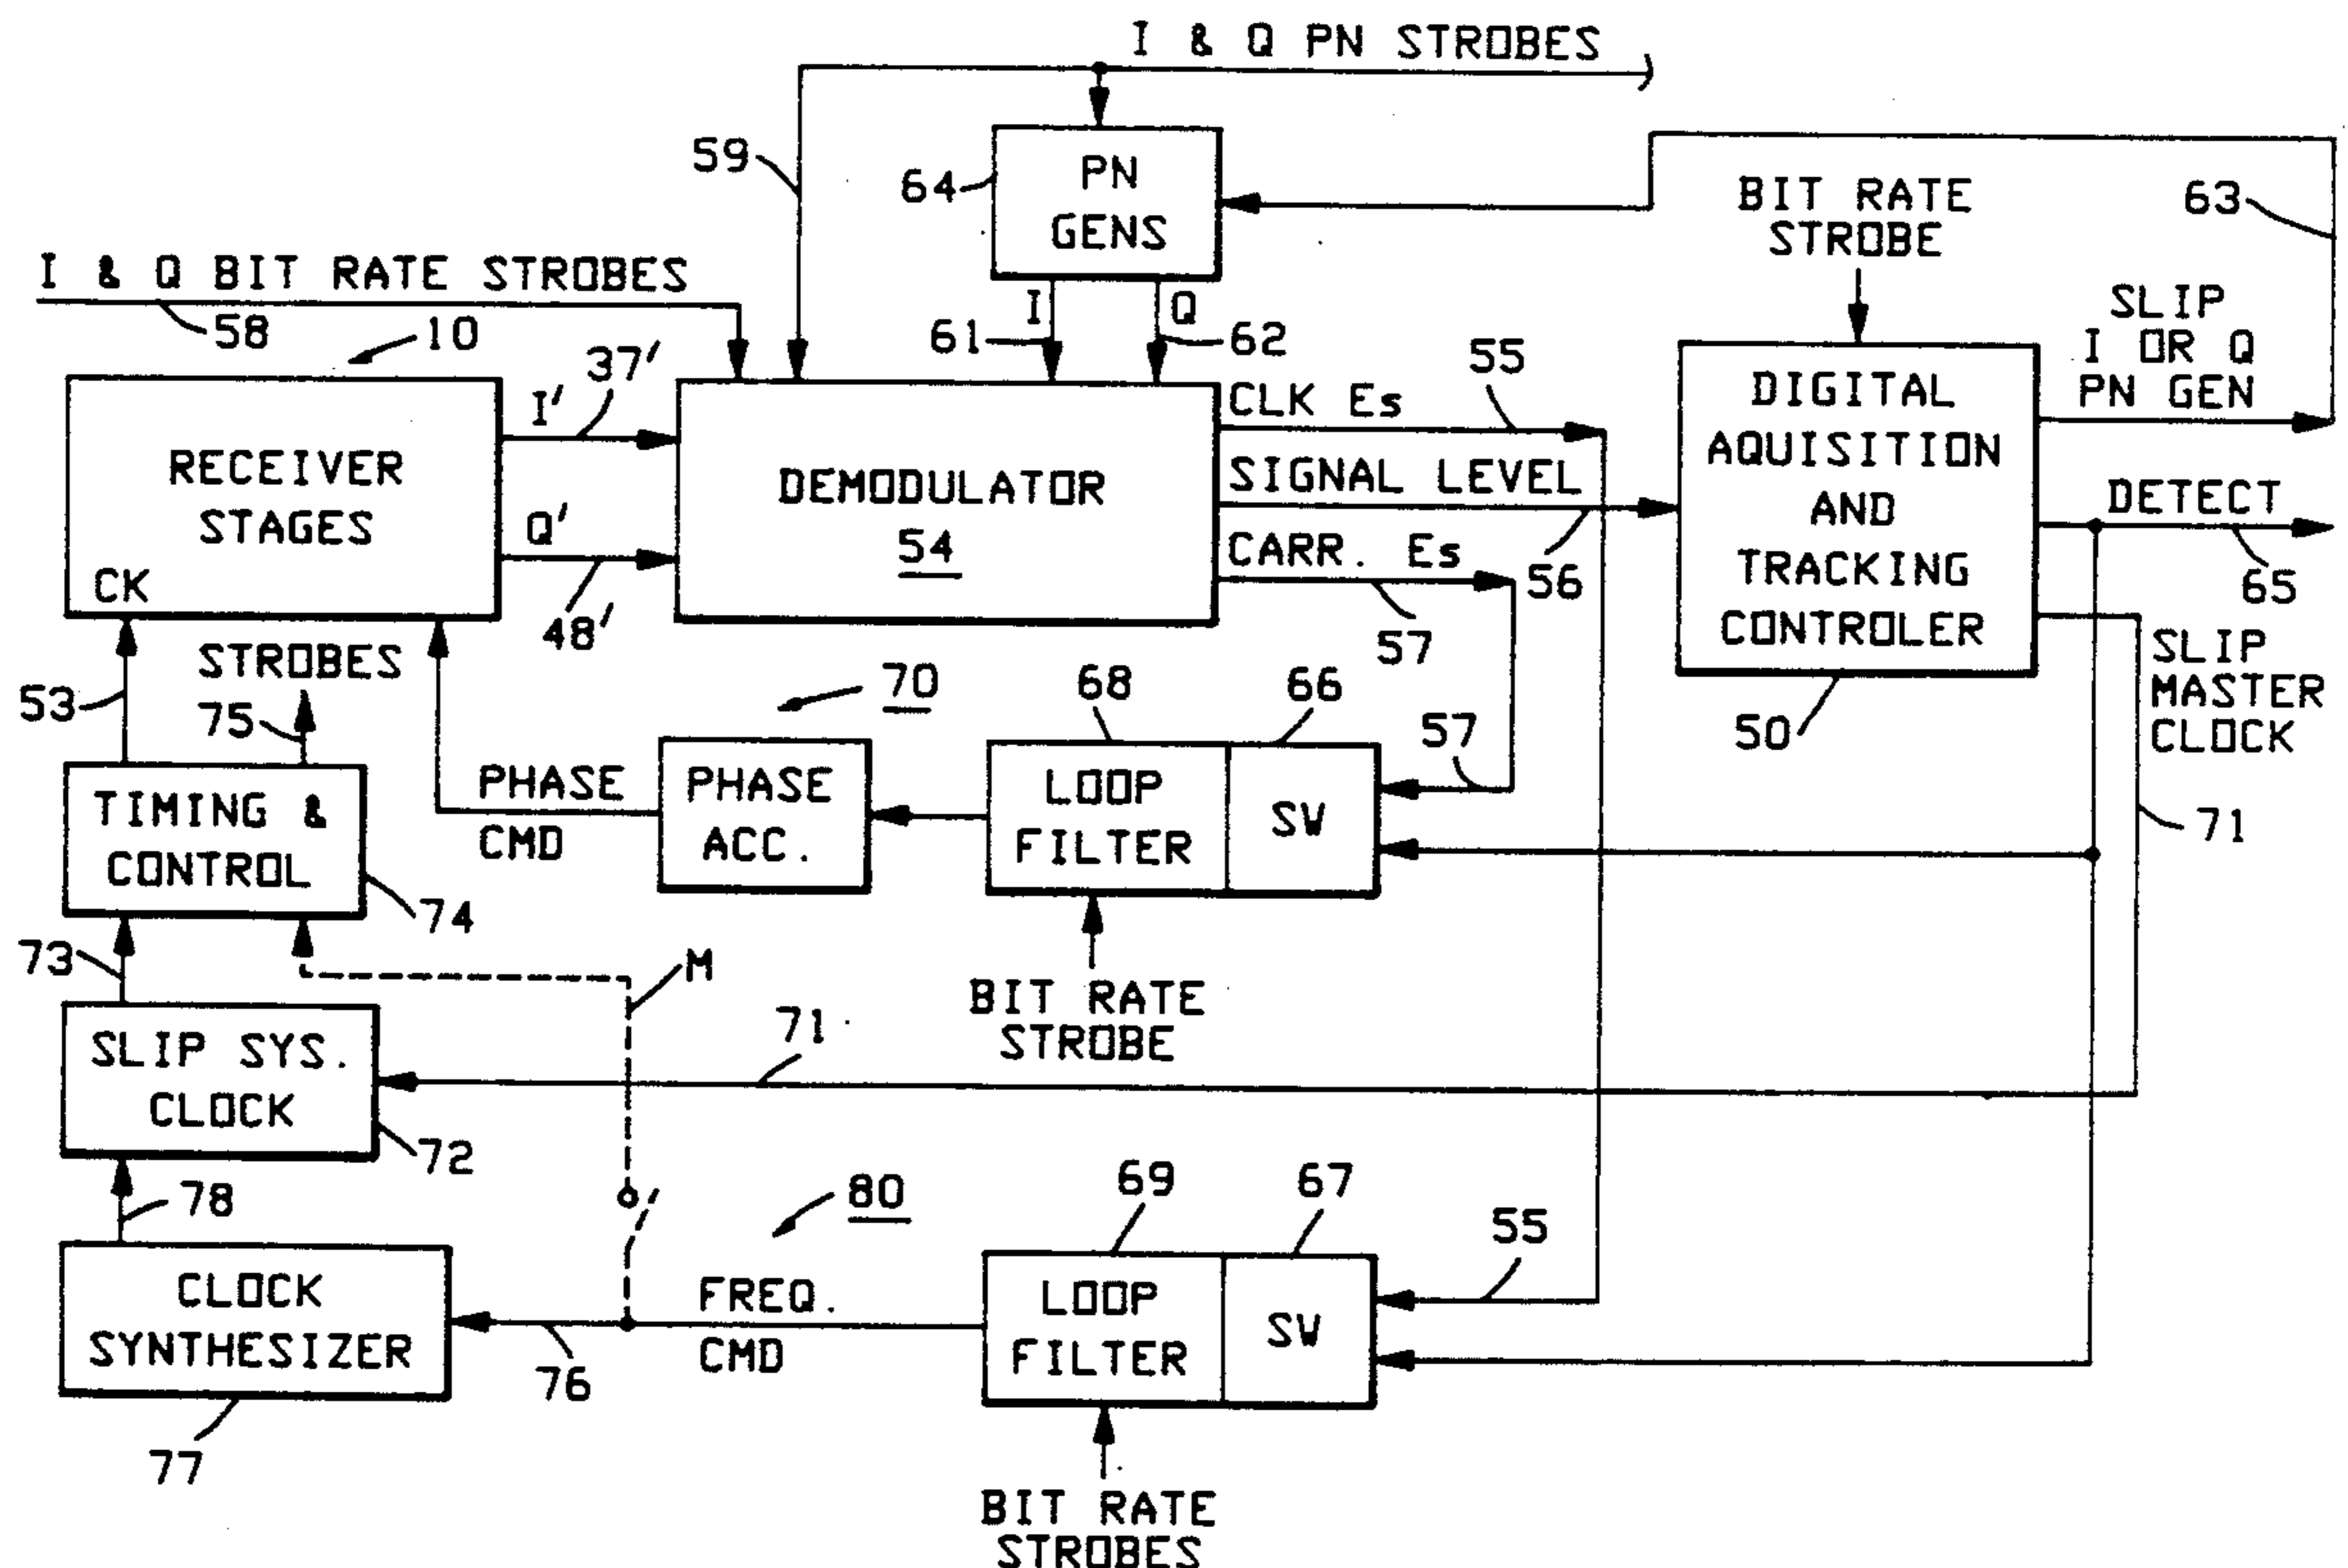 I & Q PN STROBES
59
64
PN
GENS
BIT RATE
STROBE
63
I & Q BIT RATE STROBES
58
10
37'
I
Q
61
62
55
SLIP
I OR Q
PN GEN
I'
Q'
48'
RECEIVER
STAGES
CK
DEMODULATOR
54
CLK Es
SIGNAL LEVEL
CARR. Es
56
57
DIGITAL
AQUISITION
AND
TRACKING
CONTROLER
50
DETECT
65
SLIP
MASTER
CLOCK
71
53
STROBES
75
70
68
66
57
TIMING &
CONTROL
74
PHASE
CMD
PHASE
ACC.
LOOP
FILTER
SW
BIT RATE
STROBE
73
M
71
SLIP SYS.
CLOCK
72
78
80
69
67
55
CLOCK
SYNTHESIZER
77
76
FREQ.
CMD
LOOP
FILTER
SW
BIT RATE
STROBES